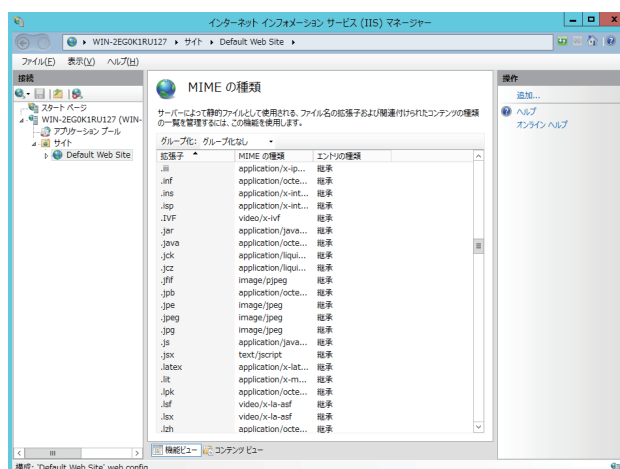 インターネット インフォメーション サービス (IIS) マネージャー
WIN-2EG0K1RU127 サイト Default Web Site
ファイル(F) 表示(V) ヘルプ(H)
接続
スタート ページ
WIN-2EG0K1RU127 (WIN-
アプリケーション プール
サイト
Default Web Site
MIME の種類
サーバーによって静的ファイルとして使用される、ファイル名の拡張子および関連付けられたコンテンツの種類
の一覧を管理するには、この機能を使用します。
グループ化: グループ化なし
拡張子 MIME の種類 エントリの種類
.iii application/x-ip... 継承
.inf application/octe... 継承
.ins application/x-int... 継承
.isp application/x-int... 継承
.IVF video/x-ivf 継承
.jar application/java... 継承
.java application/octe... 継承
.jck application/liqui... 継承
.jcz application/liqui... 継承
.jfif image/pjpeg 継承
.jpb application/octe... 継承
.jpe image/jpeg 継承
.jpeg image/jpeg 継承
.jpg image/jpeg 継承
.js application/java... 継承
.jsx text/jscript 継承
.latex application/x-lat... 継承
.lit application/x-m... 継承
.lpk application/octe... 継承
.lsf video/x-la-asf 継承
.lsx video/x-la-asf 継承
.lzh application/octe... 継承
機能ビュー コンテンツ ビュー
操作
追加...
ヘルプ
オンライン ヘルプ
構成: 'Default Web Site' web.config